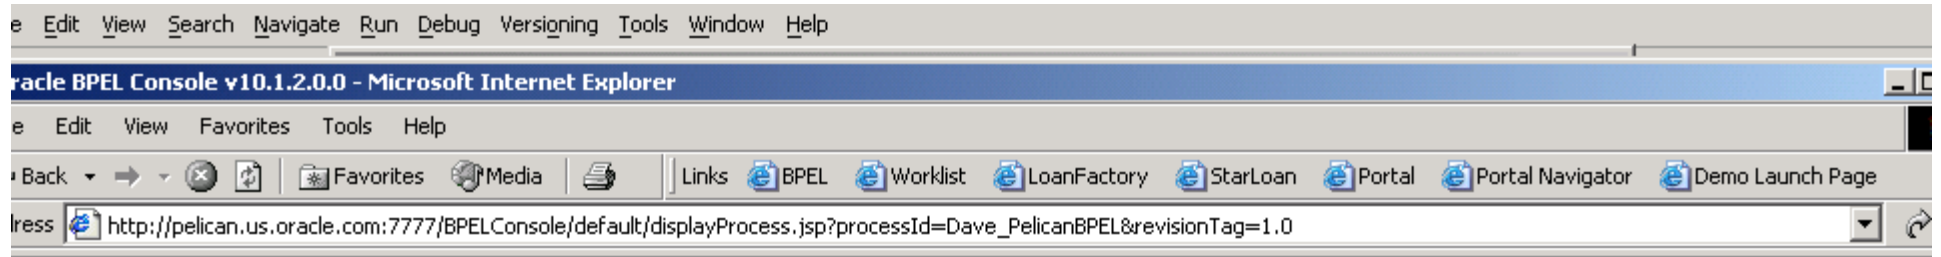 e Edit View Search Navigate Run Debug Versioning Tools Window Help
racle BPEL Console v10.1.2.0.0 - Microsoft Internet Explorer
e Edit View Favorites Tools Help
Back Favorites Media Links BPEL Worklist LoanFactory StarLoan Portal Portal Navigator Demo Launch Page
dress http://pelican.us.oracle.com:7777/BPELConsole/default/displayProcess.jsp?processId=Dave_PelicanBPEL&revisionTag=1.0